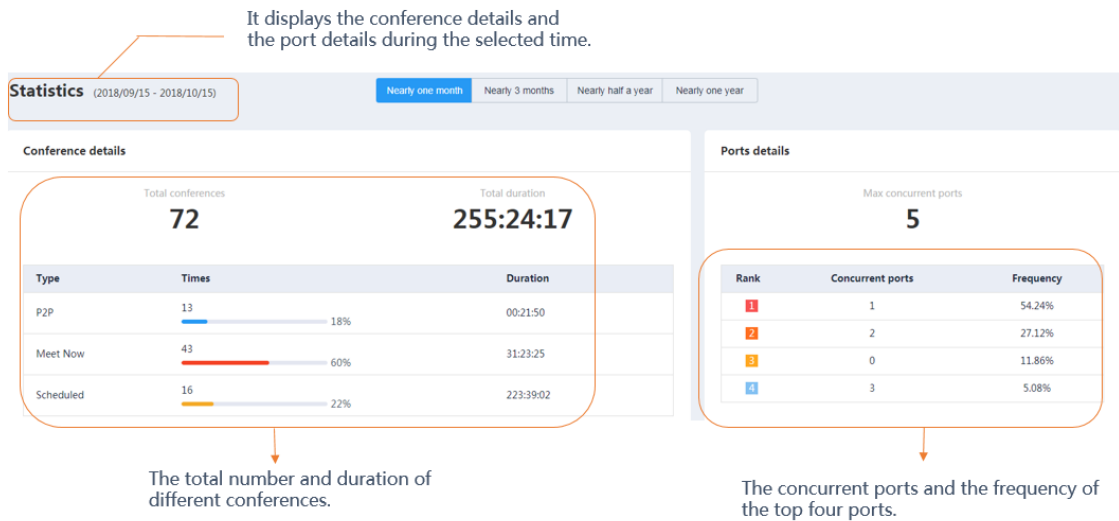 It displays the conference details and
the port details during the selected time.
Statistics (2018/09/15 - 2018/10/15)
Nearly one month Nearly 3 months Nearly half a year Nearly one year
Conference details
Total conferences Total duration
72 255:24:17
Type Times Duration
P2P 13 18% 00:21:50
Meet Now 43 60% 31:23:25
Scheduled 16 22% 223:39:02
Ports details
Max concurrent ports
5
Rank Concurrent ports Frequency
1 1 54.24%
2 2 27.12%
3 0 11.86%
4 3 5.08%
The total number and duration of
different conferences.
The concurrent ports and the frequency of
the top four ports.